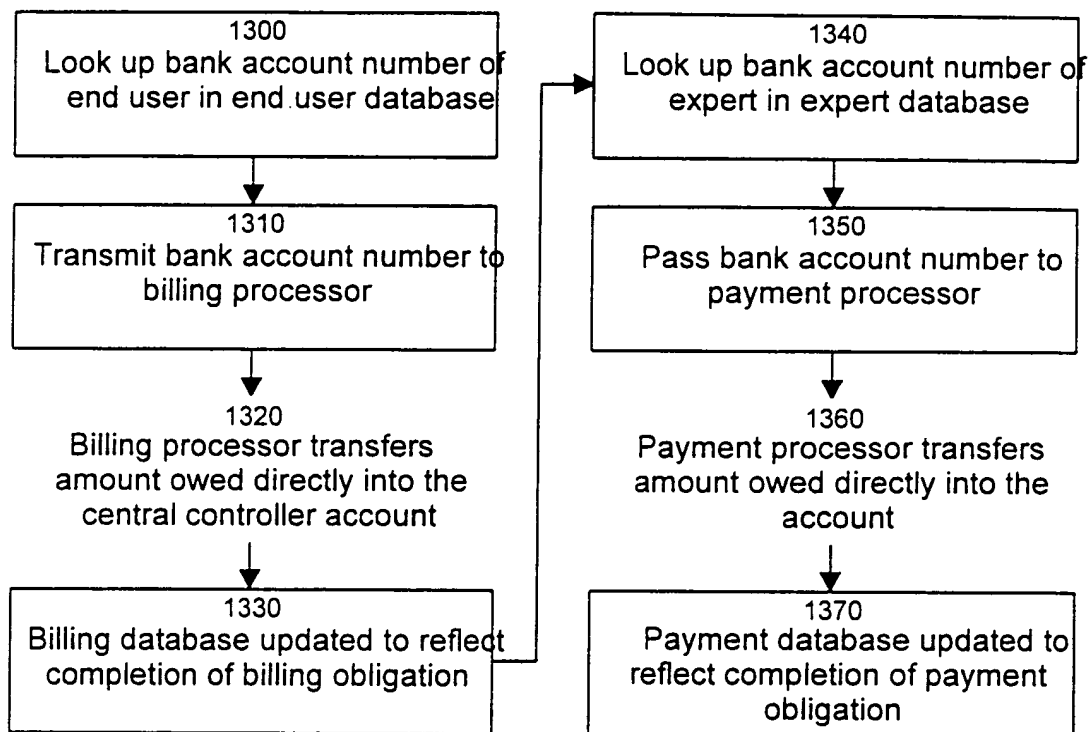 1300
Look up bank account number of
end user in end user database
1310
Transmit bank account number to
billing processor
1320
Billing processor transfers
amount owed directly into the
central controller account
1330
Billing database updated to reflect
completion of billing obligation
1340
Look up bank account number of
expert in expert database
1350
Pass bank account number to
payment processor
1360
Payment processor transfers
amount owed directly into the
account
1370
Payment database updated to
reflect completion of payment
obligation